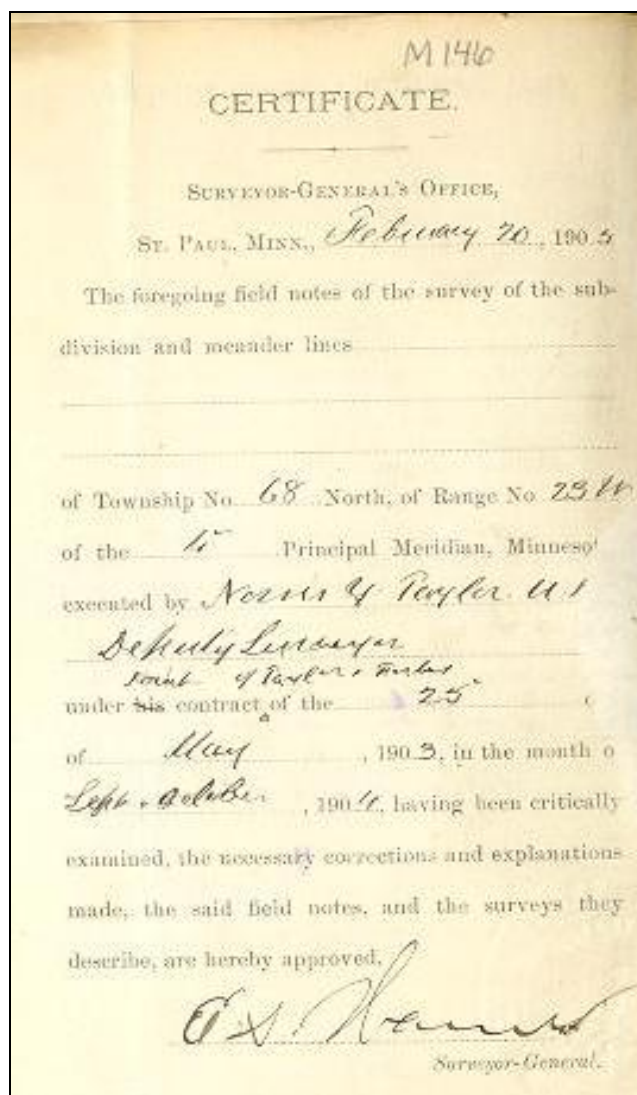 M 146
CERTIFICATE.
SURVEYOR-GENERAL'S OFFICE,
ST. PAUL, MINN., February 20, 1905
The foregoing field notes of the survey of the sub-
division and meander lines
of Township No. 68 North, of Range No. 23 W
of the Principal Meridian, Minneso
executed by Norris Y. Taylor U.S
Deputy Surveyor
joint of Taylor & Forbes
under his contract of the 25
of May, 1903, in the month o
Sept. & October, 1904, having been critically
examined, the necessary corrections and explanations
made, the said field notes, and the surveys they
describe, are hereby approved.
E. S.
Surveyor-General.